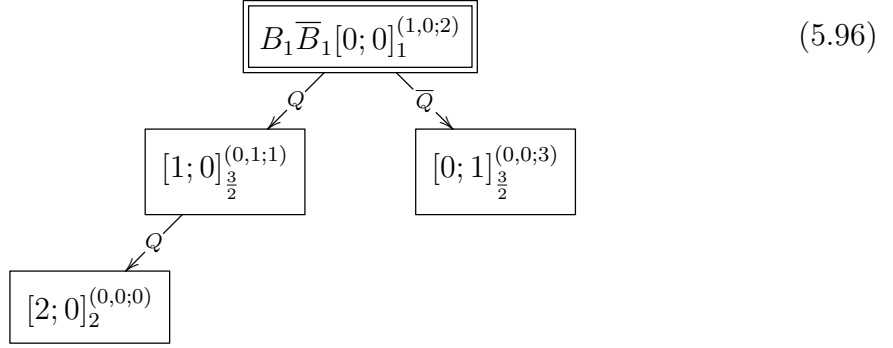 $B_1\overline{B}_1[0;0]_1^{(1,0;2)}$ (5.96)
$Q$ $\overline{Q}$
$[1;0]_{\frac{3}{2}}^{(0,1;1)}$ $[0;1]_{\frac{3}{2}}^{(0,0;3)}$
$Q$
$[2;0]_2^{(0,0;0)}$